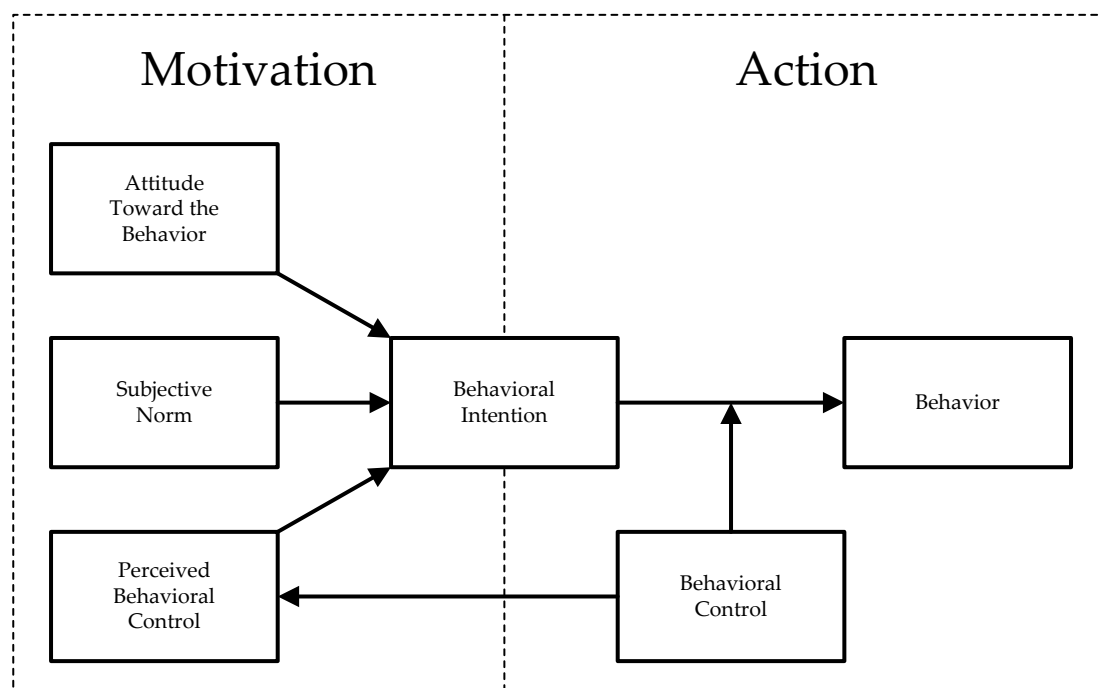 Motivation
Action
Attitude
Toward the
Behavior
Subjective
Norm
Behavioral
Intention
Behavior
Perceived
Behavioral
Control
Behavioral
Control